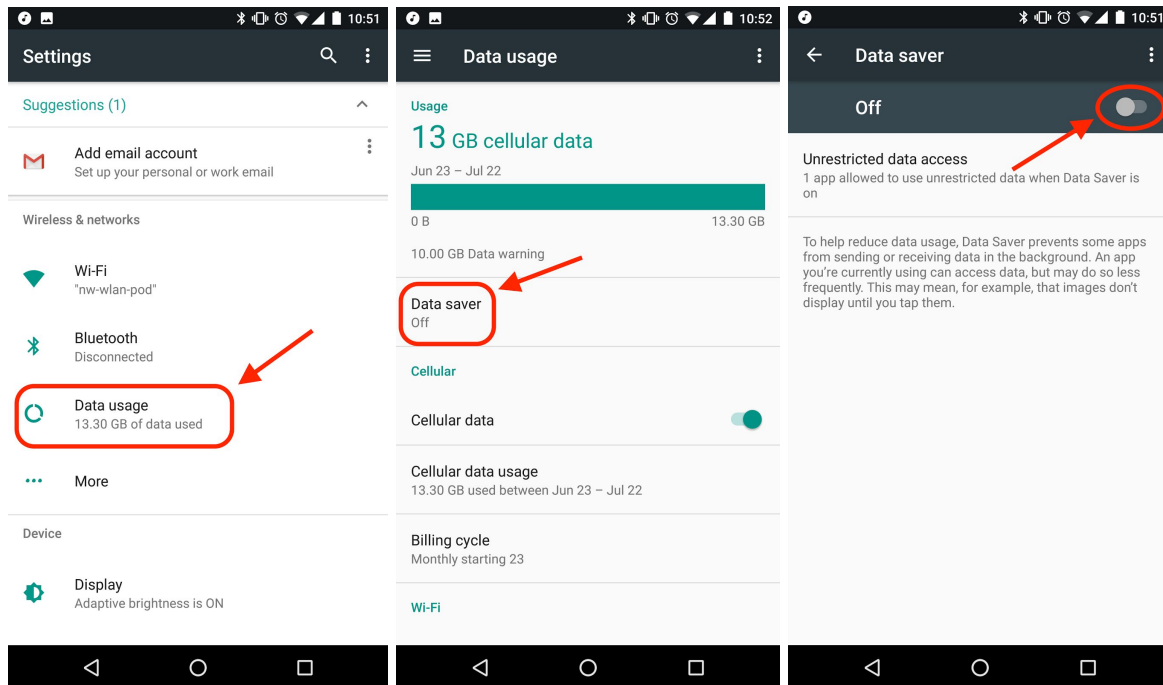 10:51
Settings
Suggestions (1)
Add email account
Set up your personal or work email
Wireless & networks
Wi-Fi
"nw-wlan-pod"
Bluetooth
Disconnected
Data usage
13.30 GB of data used
More
Device
Display
Adaptive brightness is ON
10:52
Data usage
Usage
13 GB cellular data
Jun 23 – Jul 22
0 B 13.30 GB
10.00 GB Data warning
Data saver
Off
Cellular
Cellular data
Cellular data usage
13.30 GB used between Jun 23 – Jul 22
Billing cycle
Monthly starting 23
Wi-Fi
10:51
Data saver
Off
Unrestricted data access
1 app allowed to use unrestricted data when Data Saver is
on
To help reduce data usage, Data Saver prevents some apps
from sending or receiving data in the background. An app
you're currently using can access data, but may do so less
frequently. This may mean, for example, that images don't
display until you tap them.